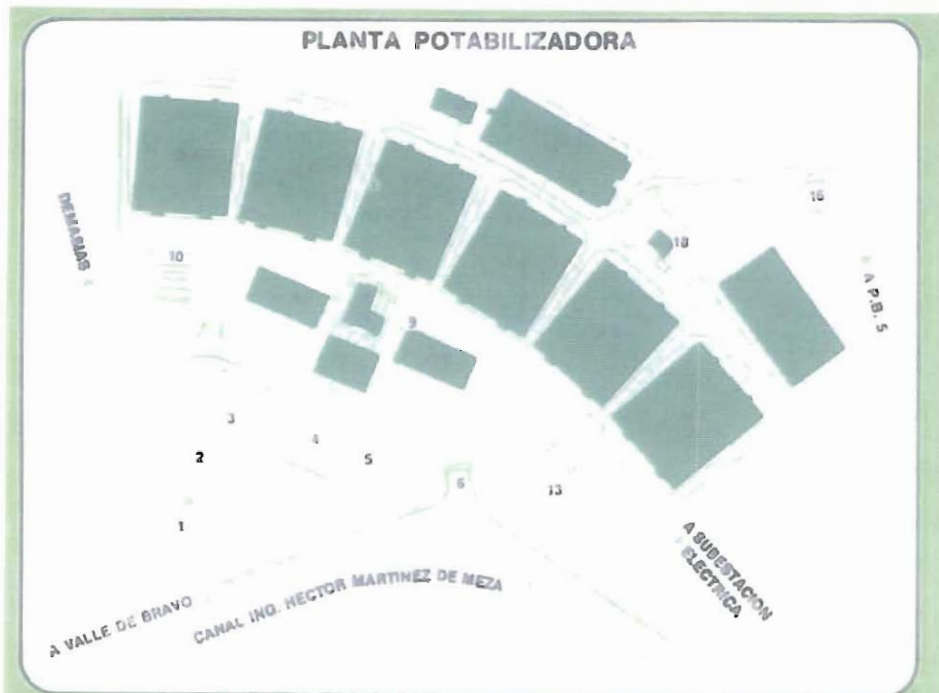 PLANTA POTABILIZADORA
DEMASIAS
16
18
10
A P.B. 5
9
3
4
2
5
6
13
1
A SUBESTACION
ELECTRICA
CANAL ING. HECTOR MARTINEZ DE MEZA
A VALLE DE BRAVO